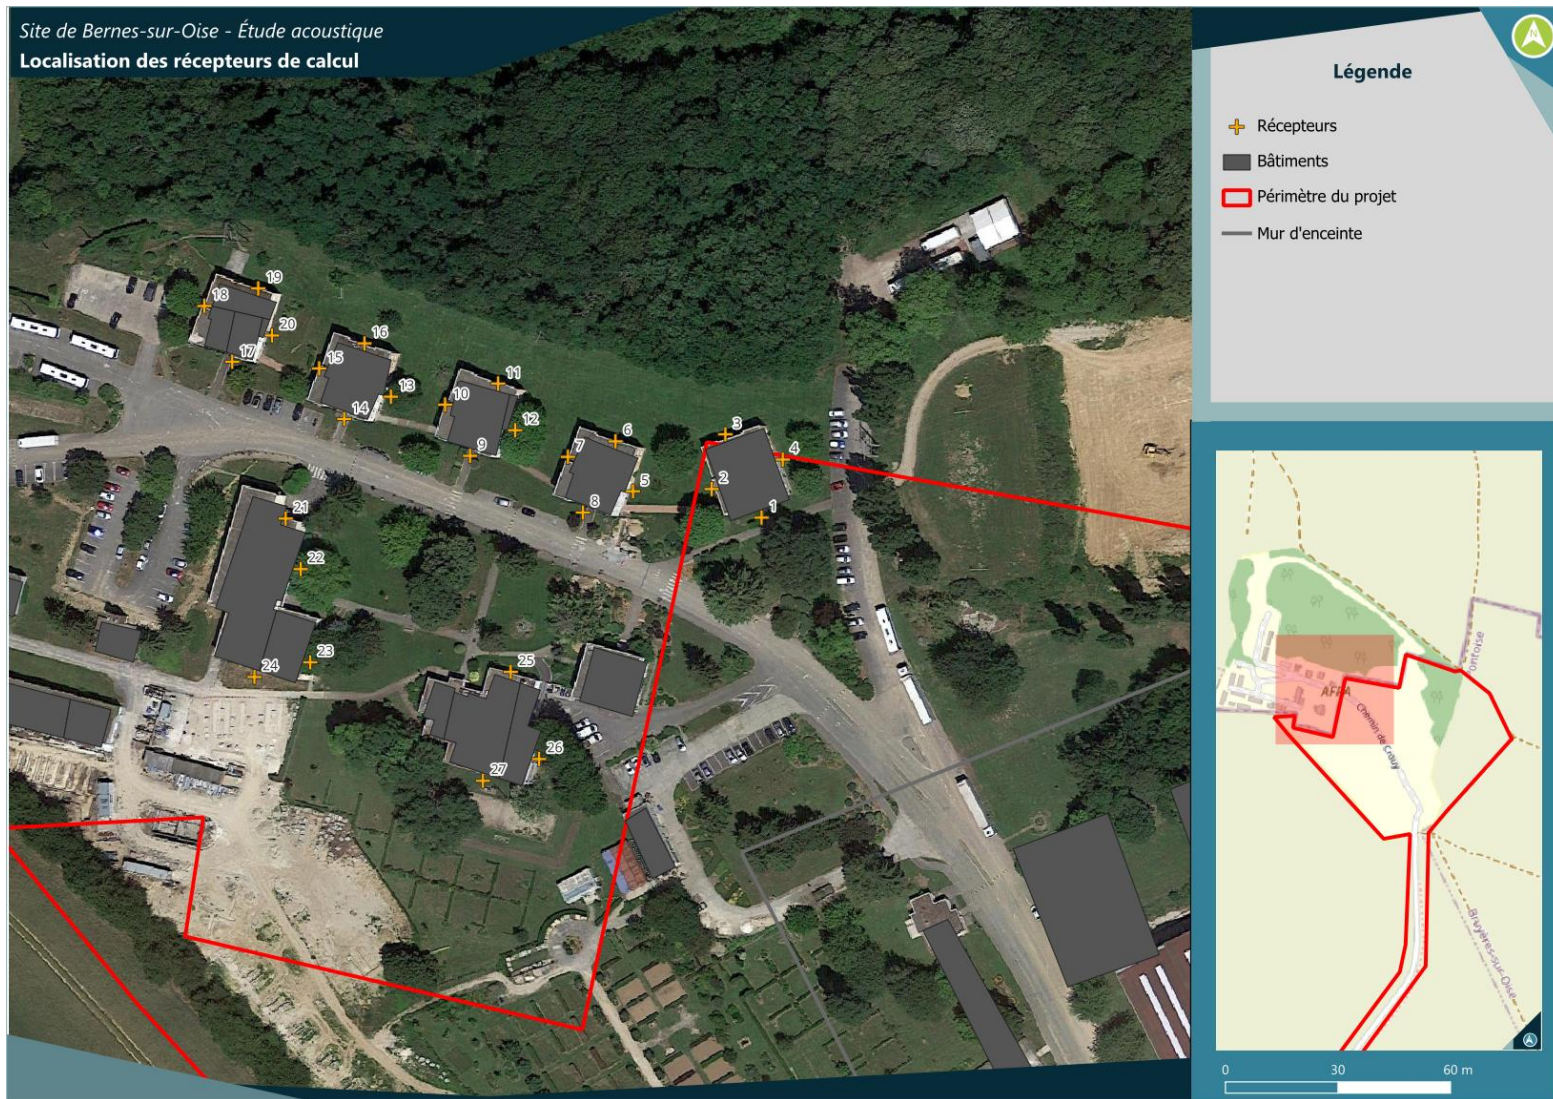 Site de Bernes-sur-Oise - Étude acoustique
Localisation des récepteurs de calcul
N
Légende
Récepteurs
Bâtiments
Périmètre du projet
Mur d'enceinte
19
18
20
17
16
15
13
14
11
10
12
9
6
7
5
8
3
4
2
1
21
22
23
24
25
26
27
ontoise
AFPA
Chemin de Crouy
Bruyères-sur-Oise
0 30 60 m